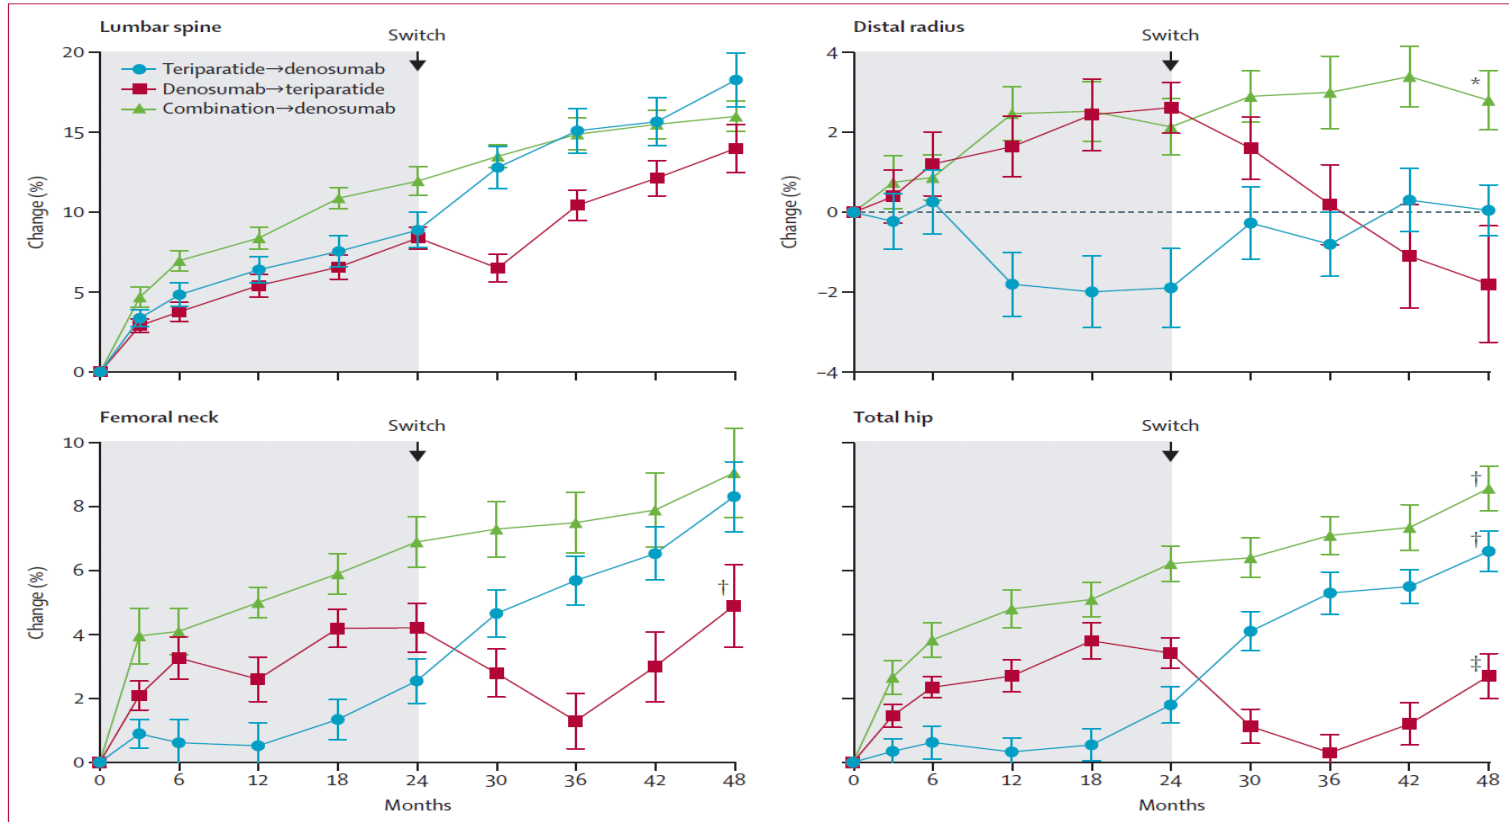 Lumbar spine
Switch
Teriparatide→denosumab
Denosumab→teriparatide
Combination→denosumab
Change (%)
20
15
10
5
0
Distal radius
Switch
Change (%)
4
2
0
–2
–4
*
Femoral neck
Switch
Change (%)
10
8
6
4
2
0
†
0 6 12 18 24 30 36 42 48
Months
Total hip
Switch
†
†
‡
0 6 12 18 24 30 36 42 48
Months